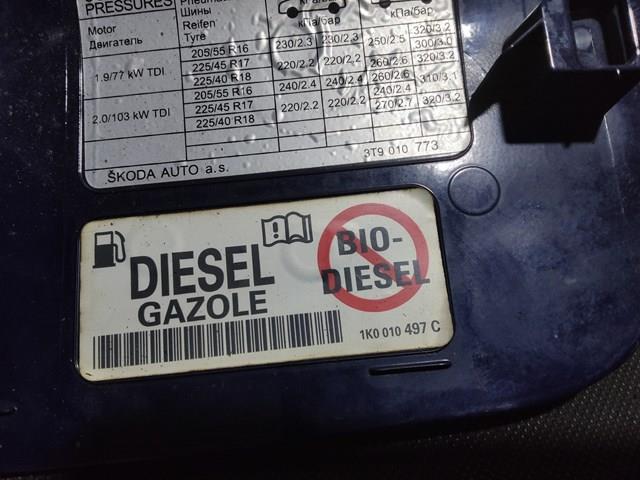 PRESSURES
кПа/бар кПа/бар
Motor Шины
Reifen
Двигатель Tyre
205/55 R16 230/2.3 230/2.3 250/2.5 320/3.2
1.9/77 kW TDI 225/45 R17 220/2.2 220/2.2 260/2.6 300/3.0
225/40 R18 320/3.2
205/55 R16 240/2.4 240/2.4 260/2.6 310/3.1
2.0/103 kW TDI 225/45 R17 220/2.2 220/2.2 240/2.4
225/40 R18 270/2.7 320/3.2
ŠKODA AUTO a.s. 3T9 010 773
DIESEL
GAZOLE
BIO-
DIESEL
1K0 010 497 C